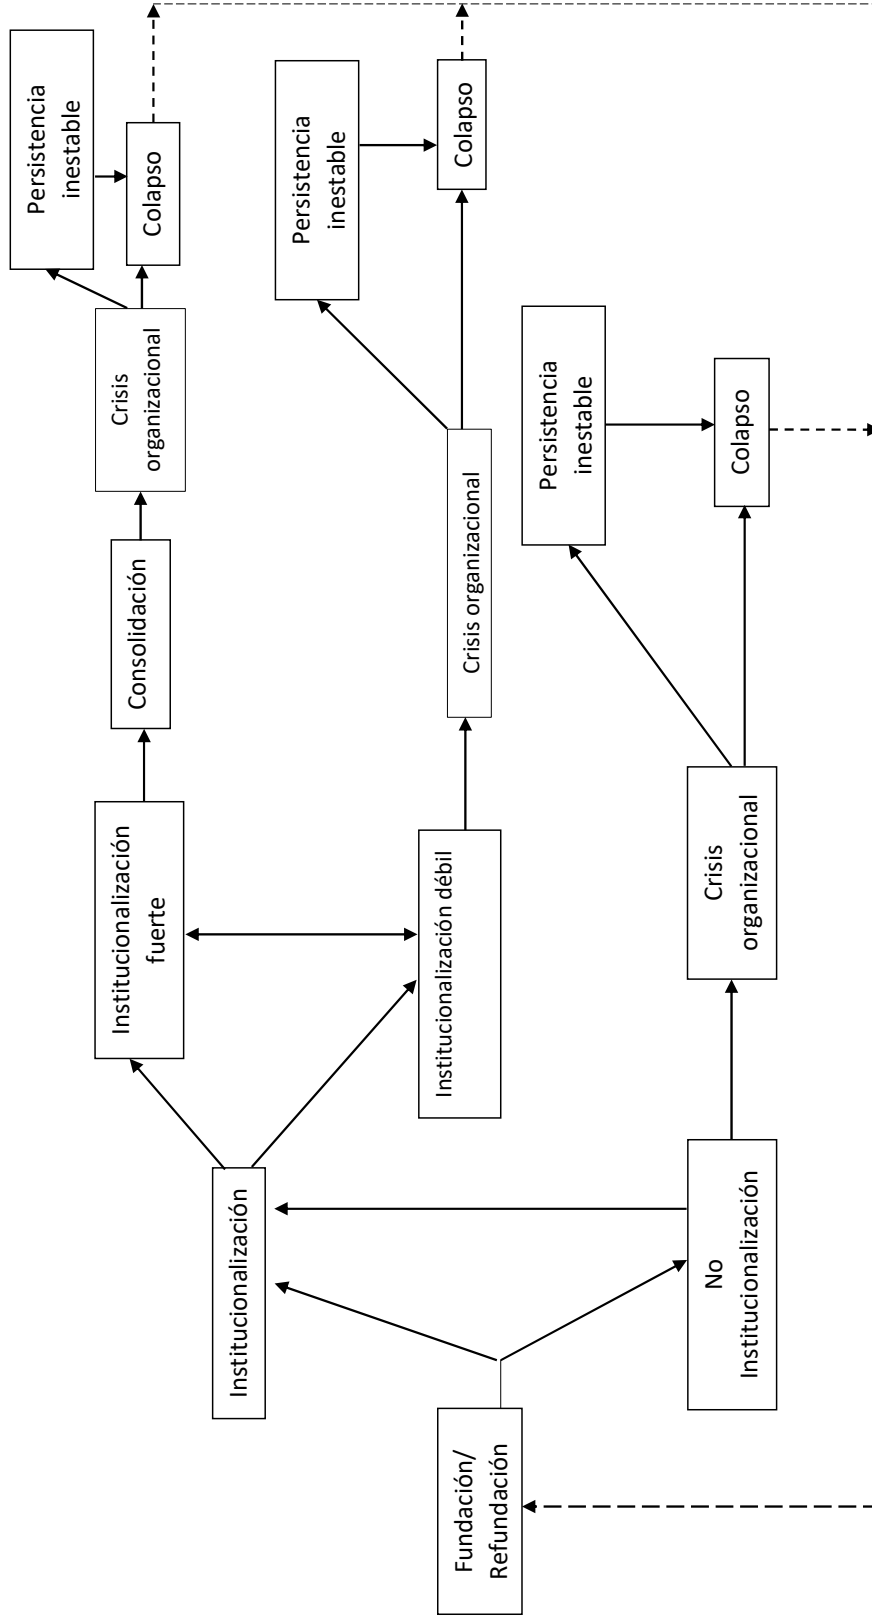 Fundación/
Refundación
Institucionalización
No
Institucionalización
Institucionalización
fuerte
Institucionalización débil
Consolidación
Crisis
organizacional
Crisis organizacional
Crisis
organizacional
Persistencia
inestable
Colapso
Persistencia
inestable
Colapso
Persistencia
inestable
Colapso